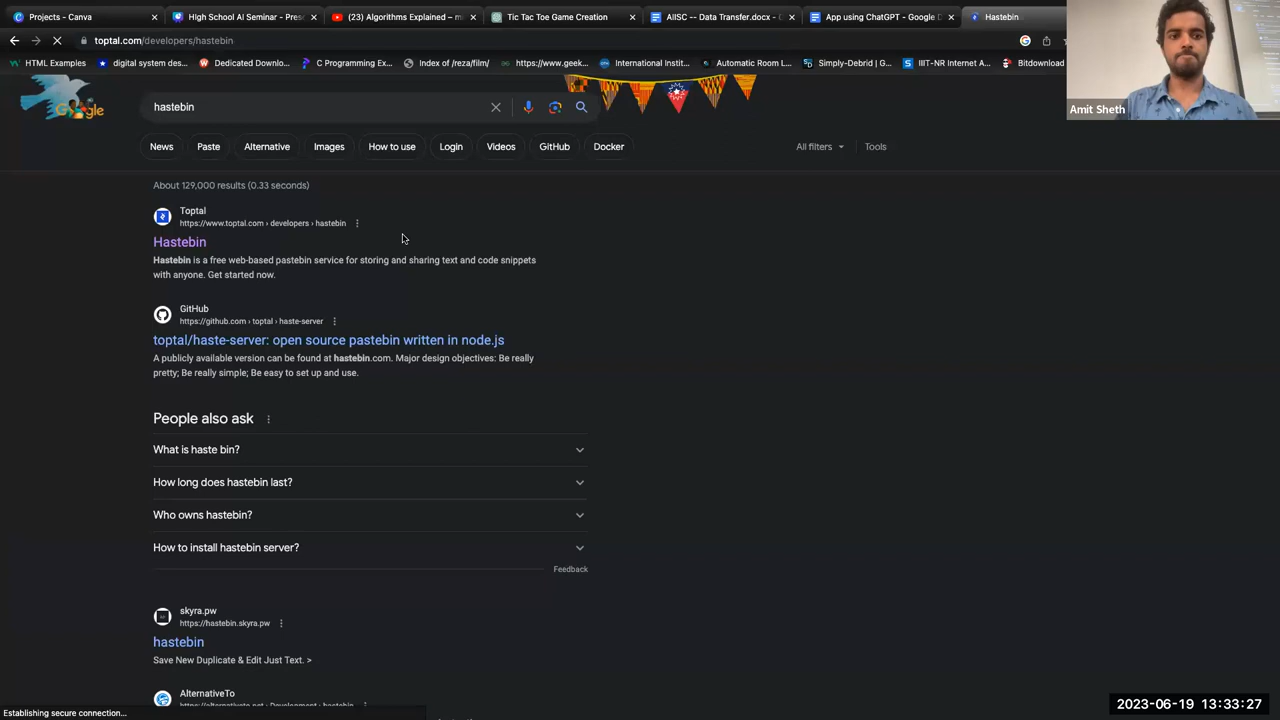 Projects - Canva
High School AI Seminar - Pres
(23) Algorithms Explained – m
Tic Tac Toe Game Creation
AIISC -- Data Transfer.docx -
App using ChatGPT - Google D
Hastebin
toptal.com/developers/hastebin
HTML Examples
digital system des...
Dedicated Downlo...
C Programming Ex...
Index of /reza/film/...
https://www.geek...
International Instit...
Automatic Room L...
Simply-Debrid | G...
IIIT-NR Internet A...
Bitdownload
Amit Sheth
Google
hastebin
News
Paste
Alternative
Images
How to use
Login
Videos
GitHub
Docker
All filters
Tools
About 129,000 results (0.33 seconds)
Toptal
https://www.toptal.com › developers › hastebin
Hastebin
Hastebin is a free web-based pastebin service for storing and sharing text and code snippets
with anyone. Get started now.
GitHub
https://github.com › toptal › haste-server
toptal/haste-server: open source pastebin written in node.js
A publicly available version can be found at hastebin.com. Major design objectives: Be really
pretty; Be really simple; Be easy to set up and use.
People also ask
What is haste bin?
How long does hastebin last?
Who owns hastebin?
How to install hastebin server?
Feedback
skyra.pw
https://hastebin.skyra.pw
hastebin
Save New Duplicate & Edit Just Text. >
AlternativeTo
https://alternativeto.net › Development › hastebin
Establishing secure connection...
2023-06-19 13:33:27